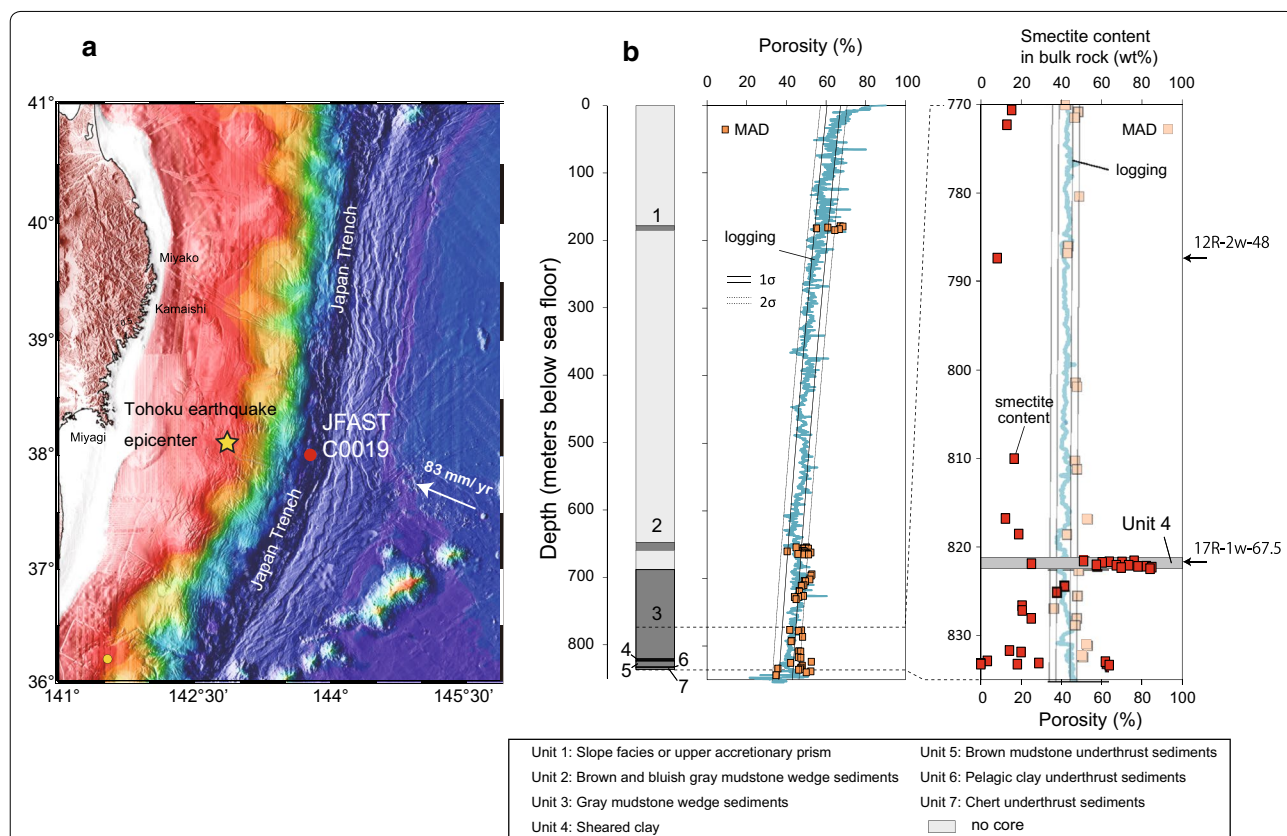 a
41°
40°
39°
38°
37°
36°
141°
142°30'
144°
145°30'
Miyako
Kamaishi
Miyagi
Japan Trench
Tohoku earthquake
epicenter
JFAST
C0019
83 mm/ yr
Japan Trench
b
Porosity (%)
0 20 40 60 80 100
Depth (meters below sea floor)
0
100
200
300
400
500
600
700
800
1
2
3
4
5
6
7
MAD
logging
1σ
2σ
Smectite content
in bulk rock (wt%)
0 20 40 60 80 100
770
780
790
800
810
820
830
MAD
logging
smectite
content
Unit 4
12R-2w-48
17R-1w-67.5
0 20 40 60 80 100
Porosity (%)
Unit 1: Slope facies or upper accretionary prism
Unit 2: Brown and bluish gray mudstone wedge sediments
Unit 3: Gray mudstone wedge sediments
Unit 4: Sheared clay
Unit 5: Brown mudstone underthrust sediments
Unit 6: Pelagic clay underthrust sediments
Unit 7: Chert underthrust sediments
no core